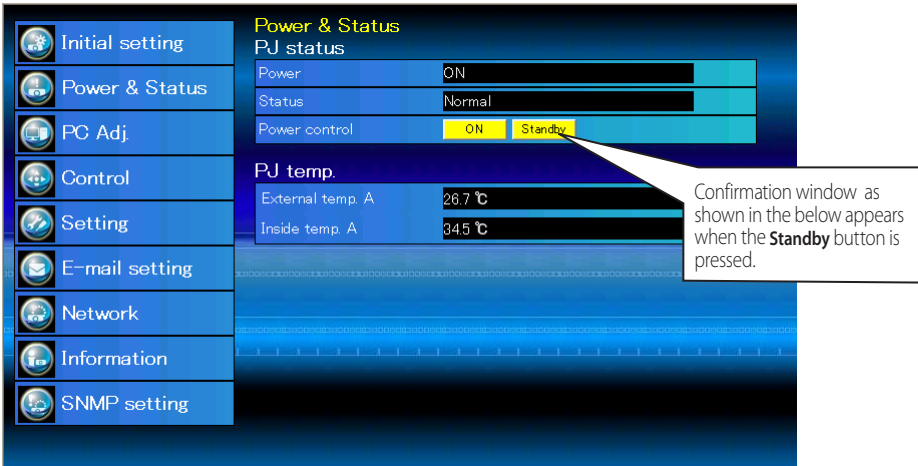 Initial setting
Power & Status
PC Adj.
Control
Setting
E-mail setting
Network
Information
SNMP setting
Power & Status
PJ status
Power ON
Status Normal
Power control ON Standby
PJ temp.
External temp. A 26.7 ℃
Inside temp. A 34.5 ℃
Confirmation window as
shown in the below appears
when the Standby button is
pressed.